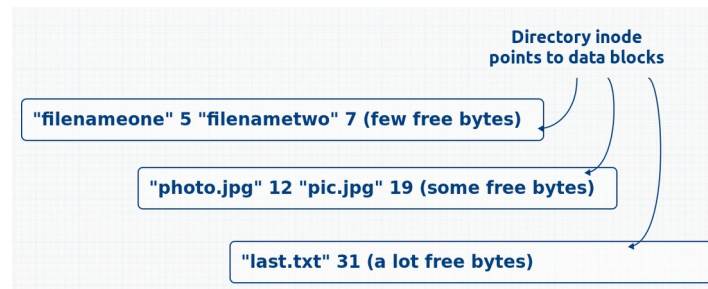 Directory inode
points to data blocks
"filenameone" 5 "filenametwo" 7 (few free bytes)
"photo.jpg" 12 "pic.jpg" 19 (some free bytes)
"last.txt" 31 (a lot free bytes)